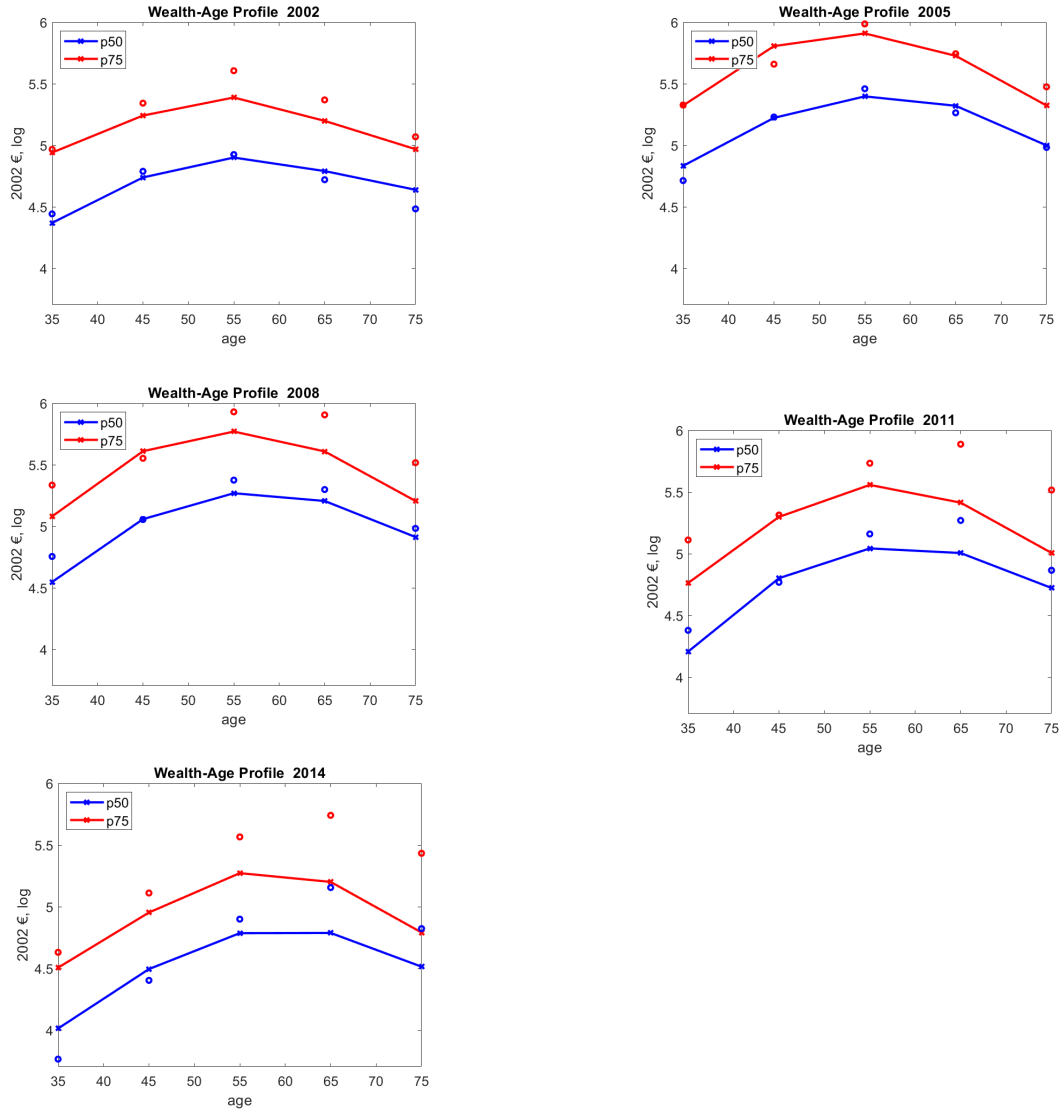 Wealth-Age Profile  2002
p50
p75
6
5.5
5
4.5
4
2002 €, log
35 40 45 50 55 60 65 70 75
age
Wealth-Age Profile  2005
p50
p75
6
5.5
5
4.5
4
2002 €, log
35 40 45 50 55 60 65 70 75
age
Wealth-Age Profile  2008
p50
p75
6
5.5
5
4.5
4
2002 €, log
35 40 45 50 55 60 65 70 75
age
Wealth-Age Profile  2011
p50
p75
6
5.5
5
4.5
4
2002 €, log
35 40 45 50 55 60 65 70 75
age
Wealth-Age Profile  2014
p50
p75
6
5.5
5
4.5
4
2002 €, log
35 40 45 50 55 60 65 70 75
age